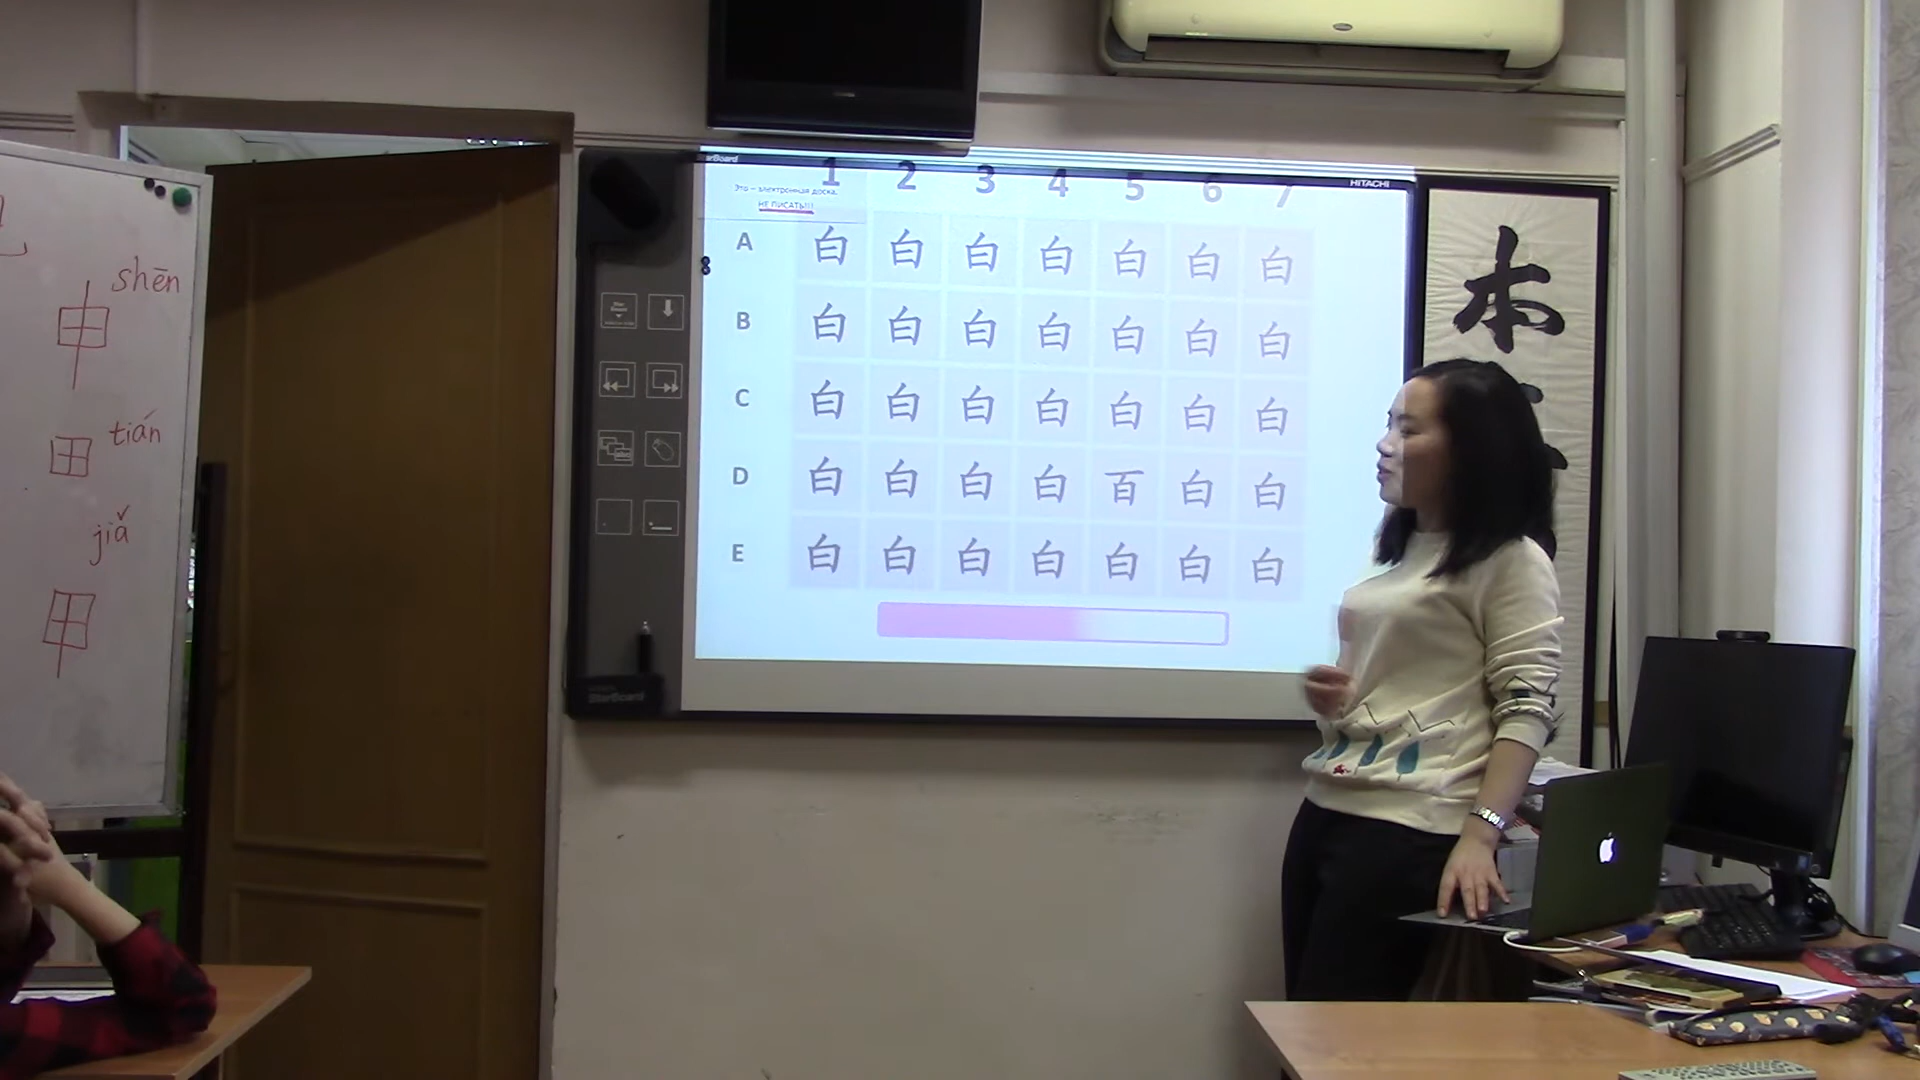 shēn
申
tián
田
jiǎ
甲
StarBoard
HITACHI
Это – электронная доска,
НЕ ПИСАТЬ!!!
1 2 3 4 5 6 7
A 白 白 白 白 白 白 白
B 白 白 白 白 白 白 白
C 白 白 白 白 白 白 白
D 白 白 白 白 百 白 白
E 白 白 白 白 白 白 白
8
StarBoard
本